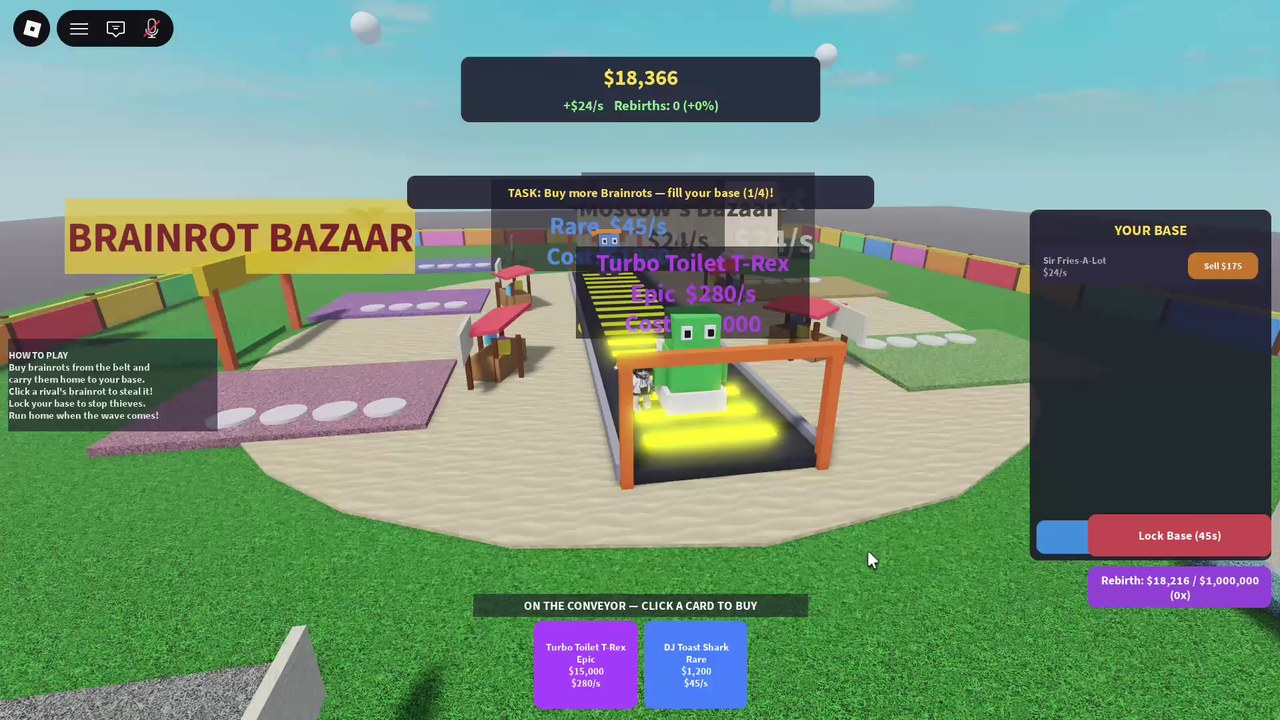 $18,366
+$24/s Rebirths: 0 (+0%)
TASK: Buy more Brainrots — fill your base (1/4)!
BRAINROT BAZAAR
Moscow's Bazaar
Rare $45/s
$24/s
Turbo Toilet T-Rex
Epic $280/s
HOW TO PLAY
Buy brainrots from the belt and
carry them home to your base.
Click a rival's brainrot to steal it!
Lock your base to stop thieves.
Run home when the wave comes!
YOUR BASE
Sir Fries-A-Lot
$24/s
Sell $175
Lock Base (45s)
Rebirth: $18,216 / $1,000,000
(0x)
ON THE CONVEYOR — CLICK A CARD TO BUY
Turbo Toilet T-Rex
Epic
$15,000
$280/s
DJ Toast Shark
Rare
$1,200
$45/s